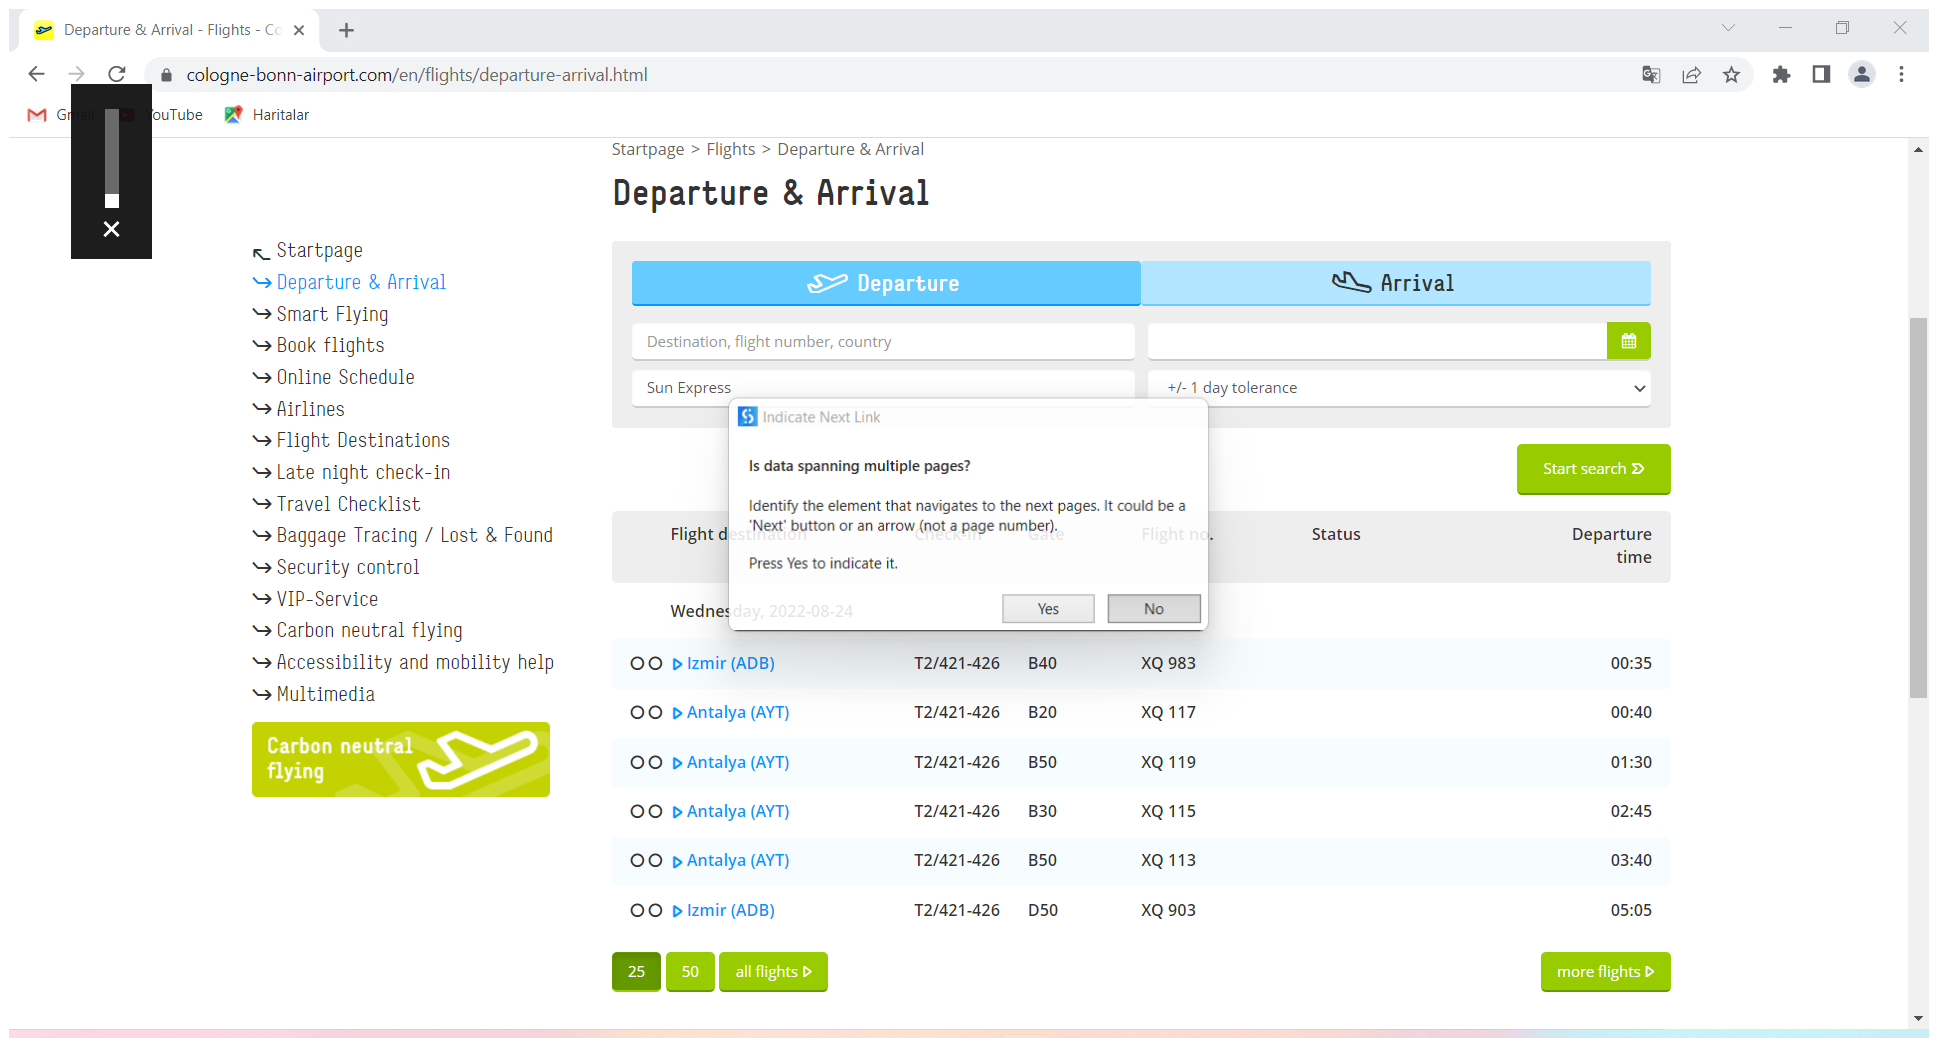 Departure & Arrival - Flights - Co
cologne-bonn-airport.com/en/flights/departure-arrival.html
Gmail YouTube Haritalar
Startpage > Flights > Departure & Arrival
Departure & Arrival
Startpage
Departure & Arrival
Smart Flying
Book flights
Online Schedule
Airlines
Flight Destinations
Late night check-in
Travel Checklist
Baggage Tracing / Lost & Found
Security control
VIP-Service
Carbon neutral flying
Accessibility and mobility help
Multimedia
Carbon neutral
flying
Departure Arrival
Destination, flight number, country
Sun Express +/- 1 day tolerance
Start search
Indicate Next Link
Is data spanning multiple pages?
Identify the element that navigates to the next pages. It could be a
'Next' button or an arrow (not a page number).
Press Yes to indicate it.
Yes No
Flight destination Check-in Gate Flight no. Status Departure
time
Wednesday, 2022-08-24
Izmir (ADB) T2/421-426 B40 XQ 983 00:35
Antalya (AYT) T2/421-426 B20 XQ 117 00:40
Antalya (AYT) T2/421-426 B50 XQ 119 01:30
Antalya (AYT) T2/421-426 B30 XQ 115 02:45
Antalya (AYT) T2/421-426 B50 XQ 113 03:40
Izmir (ADB) T2/421-426 D50 XQ 903 05:05
25 50 all flights more flights